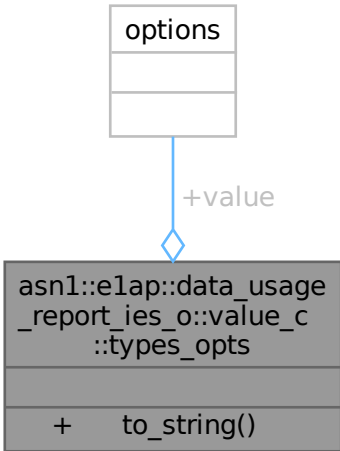 options
+value
asn1::e1ap::data_usage
_report_ies_o::value_c
::types_opts
+ to_string()